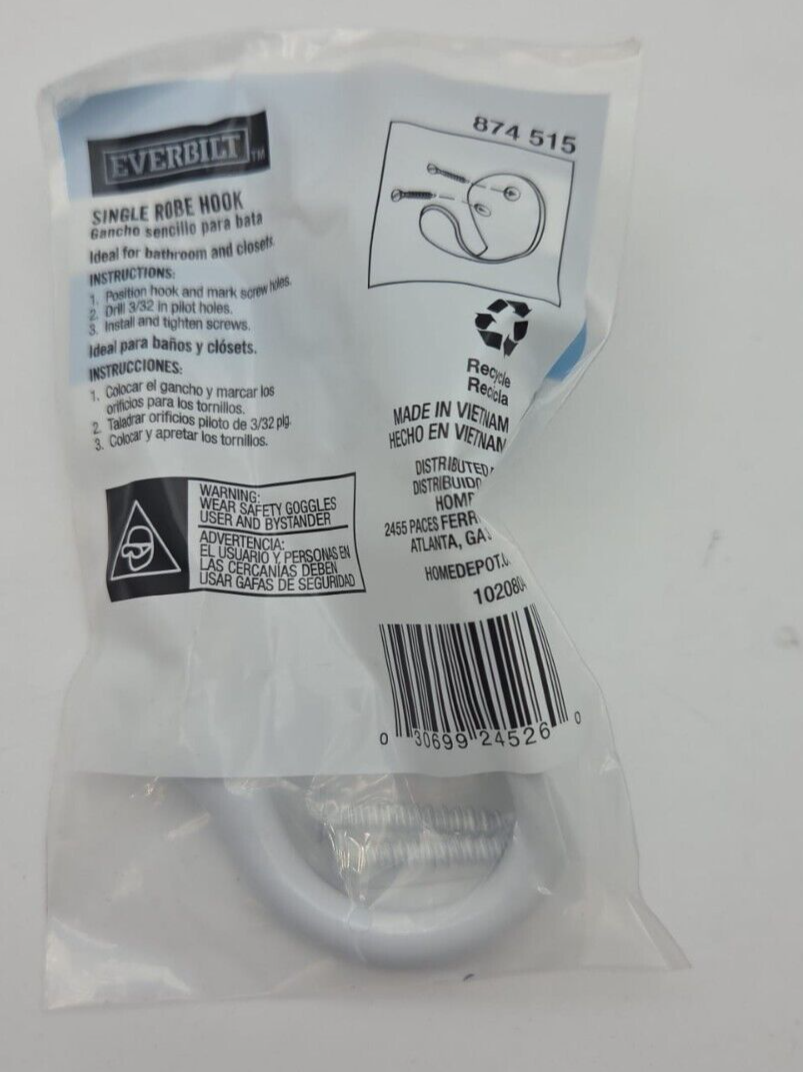 EVERBILT™
SINGLE ROBE HOOK
Gancho sencillo para bata
Ideal for bathroom and closets.
INSTRUCTIONS:
1. Position hook and mark screw holes.
2. Drill 3/32 in pilot holes.
3. Install and tighten screws.
Ideal para baños y clósets.
INSTRUCCIONES:
1. Colocar el gancho y marcar los
orificios para los tornillos.
2. Taladrar orificios piloto de 3/32 plg.
3. Colocar y apretar los tornillos.
WARNING:
WEAR SAFETY GOGGLES
USER AND BYSTANDER
ADVERTENCIA:
EL USUARIO Y PERSONAS EN
LAS CERCANÍAS DEBEN
USAR GAFAS DE SEGURIDAD
874 515
Recycle
Recicla
MADE IN VIETNAM
HECHO EN VIETNAM
DISTRIBUTED
DISTRIBUIDO
2455 PACES
ATLANTA, GA
HOMEDEPOT.
0 30699 24526 0